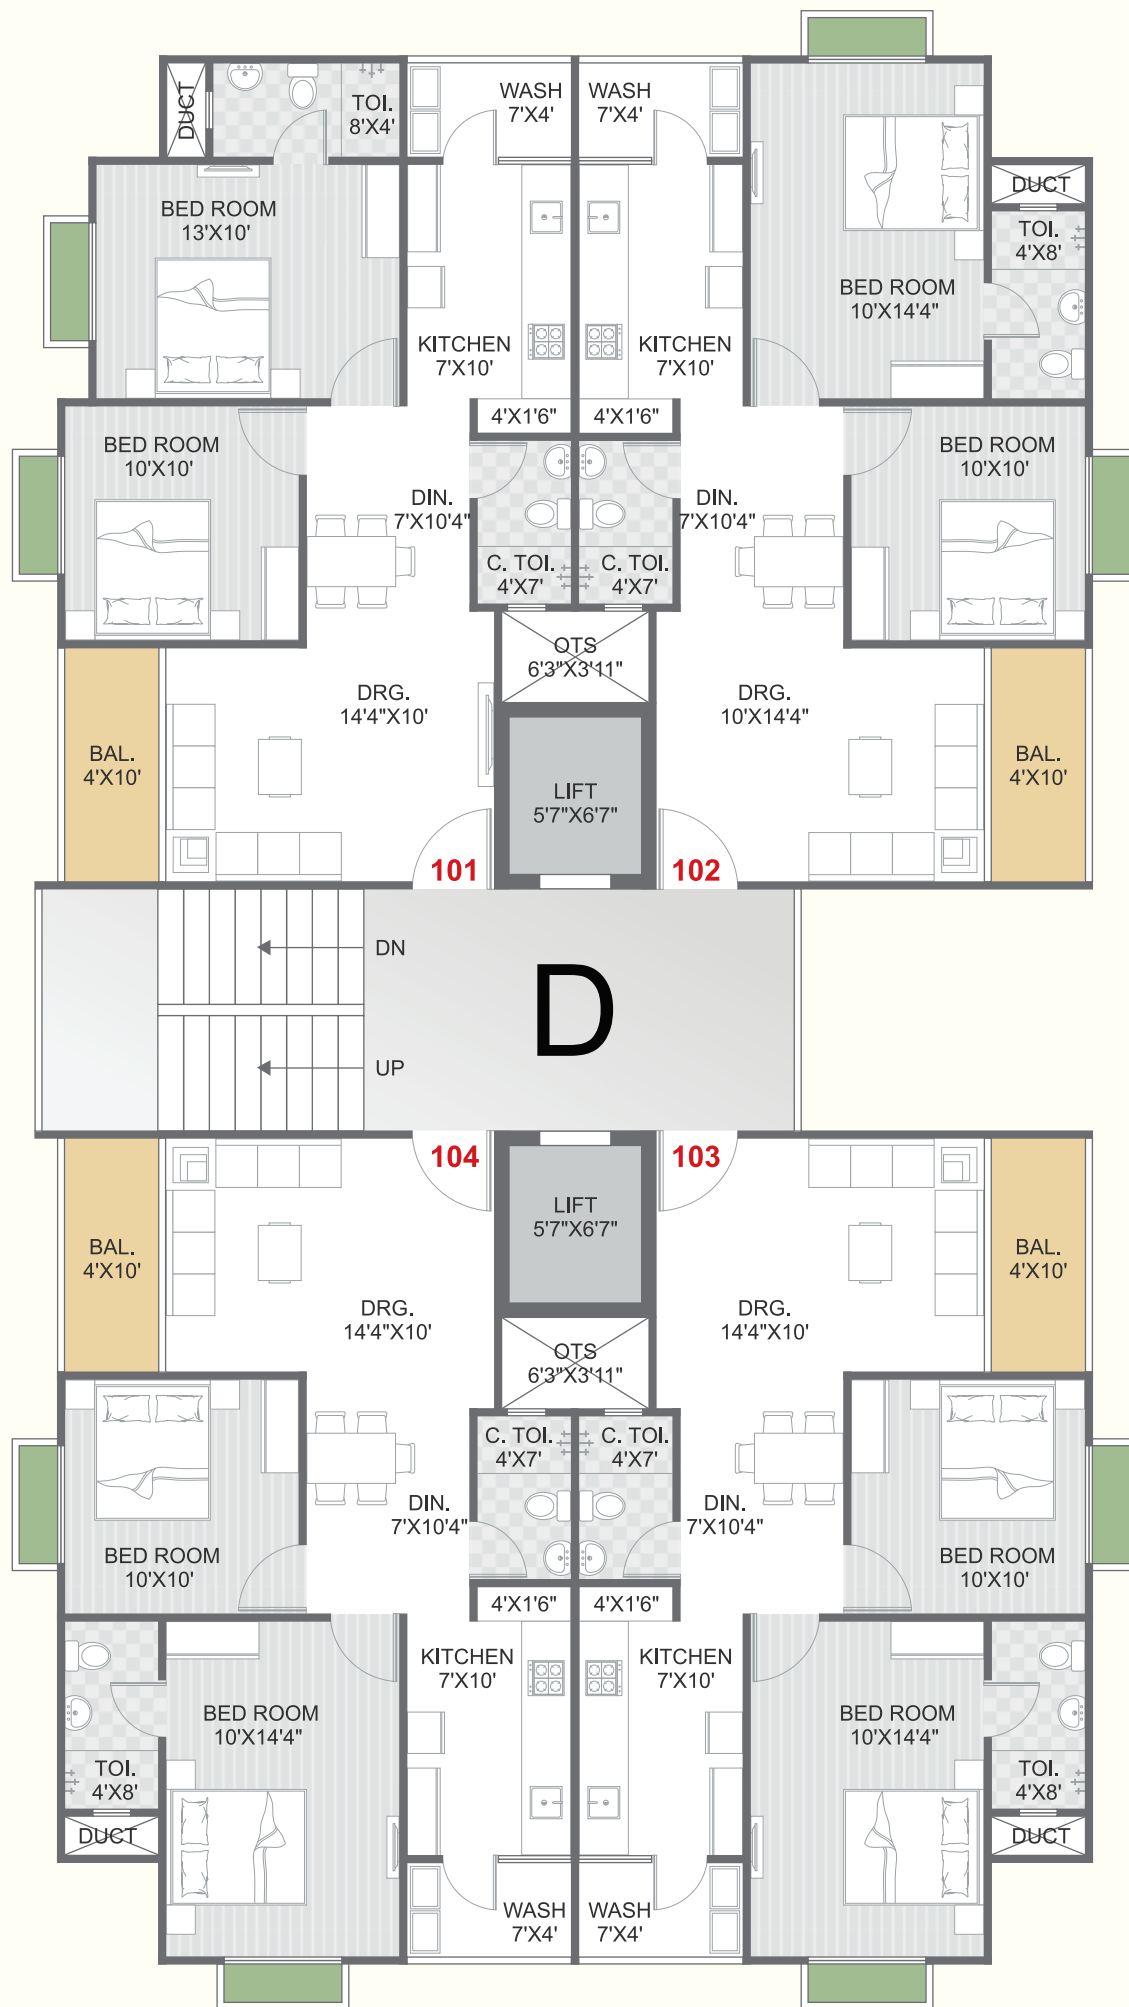 DUCT
TOI.
8'X4'
WASH
7'X4'
WASH
7'X4'
BED ROOM
13'X10'
DUCT
TOI.
4'X8'
BED ROOM
10'X14'4"
KITCHEN
7'X10'
KITCHEN
7'X10'
4'X1'6"
4'X1'6"
BED ROOM
10'X10'
BED ROOM
10'X10'
DIN.
7'X10'4"
DIN.
7'X10'4"
C. TOI.
4'X7'
C. TOI.
4'X7'
OTS
6'3"X3'11"
DRG.
14'4"X10'
DRG.
10'X14'4"
BAL.
4'X10'
BAL.
4'X10'
LIFT
5'7"X6'7"
101
102
DN
D
UP
104
103
LIFT
5'7"X6'7"
BAL.
4'X10'
BAL.
4'X10'
DRG.
14'4"X10'
DRG.
14'4"X10'
OTS
6'3"X3'11"
C. TOI.
4'X7'
C. TOI.
4'X7'
DIN.
7'X10'4"
DIN.
7'X10'4"
BED ROOM
10'X10'
BED ROOM
10'X10'
4'X1'6"
4'X1'6"
KITCHEN
7'X10'
KITCHEN
7'X10'
BED ROOM
10'X14'4"
BED ROOM
10'X14'4"
TOI.
4'X8'
TOI.
4'X8'
DUCT
DUCT
WASH
7'X4'
WASH
7'X4'